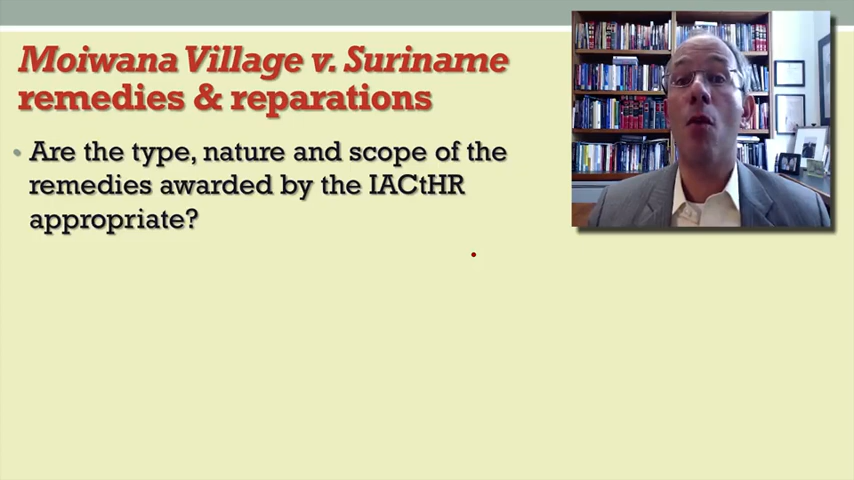 Moiwana Village v. Suriname
remedies & reparations
• Are the type, nature and scope of the
remedies awarded by the IACtHR
appropriate?